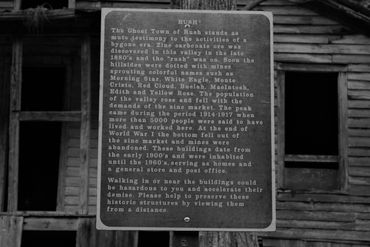 RUSH
The Ghost Town of Rush stands as
mute testimony to the activities of a
bygone era. Zinc carbonate ore was
discovered in this valley in the late
1880's and the "rush" was on. Soon the
hillsides were dotted with mines
sprouting colorful names such as
Morning Star, White Eagle, Monte
Cristo, Red Cloud, Buelah, MacIntosh,
Edith and Yellow Rose. The population
of the valley rose and fell with the
demands of the zinc market. The peak
came during the period 1914-1917 when
more than 5000 people were said to have
lived and worked here. At the end of
World War I the bottom fell out of
the zinc market and mines were
abandoned. These buildings date from
the early 1900's and were inhabited
until the 1960's serving as homes and
a general store and post office.
Walking in or near the buildings could
be hazardous to you and accelerate their
demise. Please help to preserve these
historic structures by viewing them
from a distance.